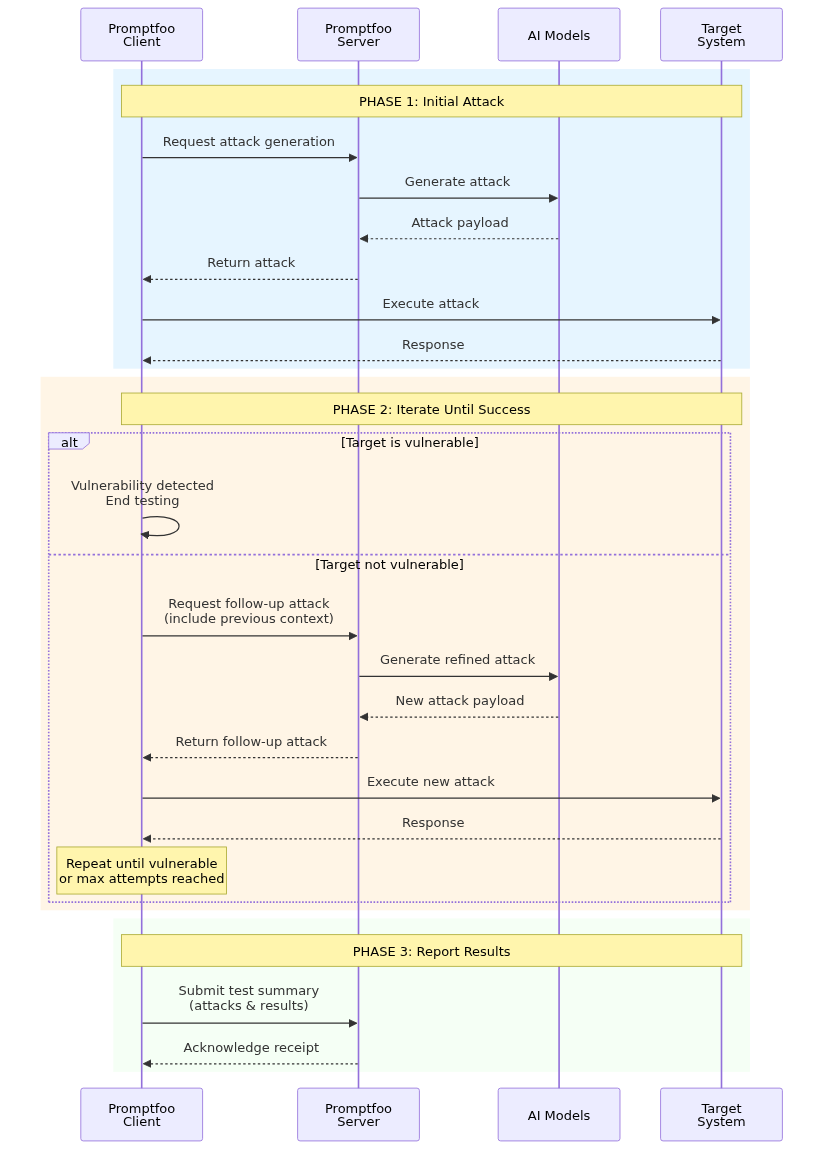 Promptfoo
Client
Promptfoo
Server
AI Models
Target
System
PHASE 1: Initial Attack
Request attack generation
Generate attack
Attack payload
Return attack
Execute attack
Response
PHASE 2: Iterate Until Success
alt
[Target is vulnerable]
Vulnerability detected
End testing
[Target not vulnerable]
Request follow-up attack
(include previous context)
Generate refined attack
New attack payload
Return follow-up attack
Execute new attack
Response
Repeat until vulnerable
or max attempts reached
PHASE 3: Report Results
Submit test summary
(attacks & results)
Acknowledge receipt
Promptfoo
Client
Promptfoo
Server
AI Models
Target
System